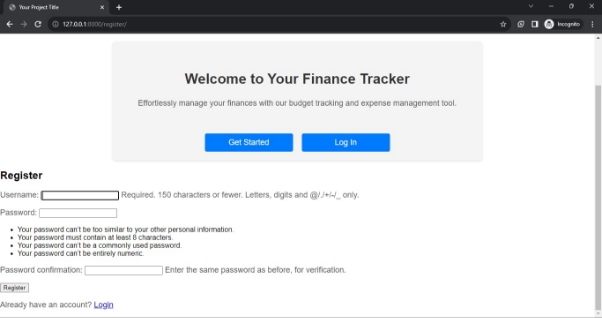 Your Project Title
127.0.0.1:8000/register/
Incognito
Welcome to Your Finance Tracker
Effortlessly manage your finances with our budget tracking and expense management tool.
Get Started Log In
Register
Username: Required. 150 characters or fewer. Letters, digits and @/./+/-/_ only.
Password:
Your password can't be too similar to your other personal information.
Your password must contain at least 8 characters.
Your password can't be a commonly used password.
Your password can't be entirely numeric.
Password confirmation: Enter the same password as before, for verification.
Register
Already have an account? Login